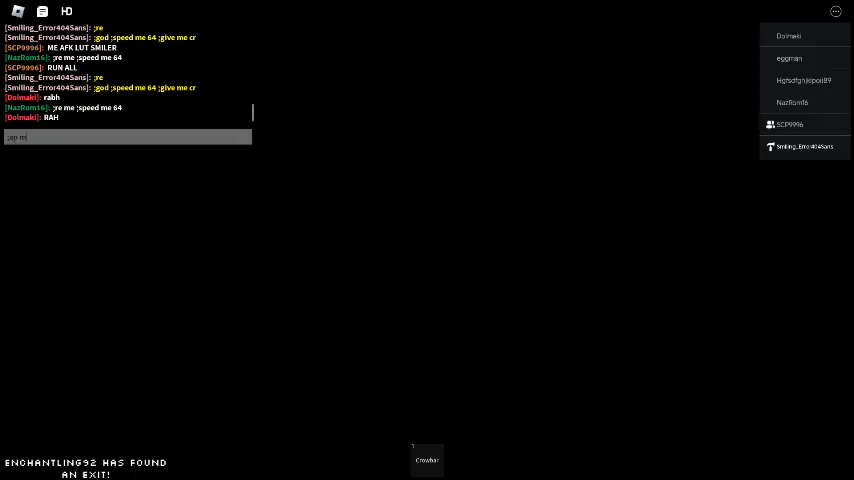 HD
[Smiling_Error404Sans]: ;re
[Smiling_Error404Sans]: ;god ;speed me 64 ;give me cr
[SCP9996]: ME AFK LUT SMILER
[NazRom16]: ;re me ;speed me 64
[SCP9996]: RUN ALL
[Smiling_Error404Sans]: ;re
[Smiling_Error404Sans]: ;god ;speed me 64 ;give me cr
[Dolmaki]: rabh
[NazRom16]: ;re me ;speed me 64
[Dolmaki]: RAH
Dolmaki
eggman
NazRom16
SCP9996
Smiling_Error404Sans
1
Crowbar
ENCHANTLING92 HAS FOUND
AN EXIT!